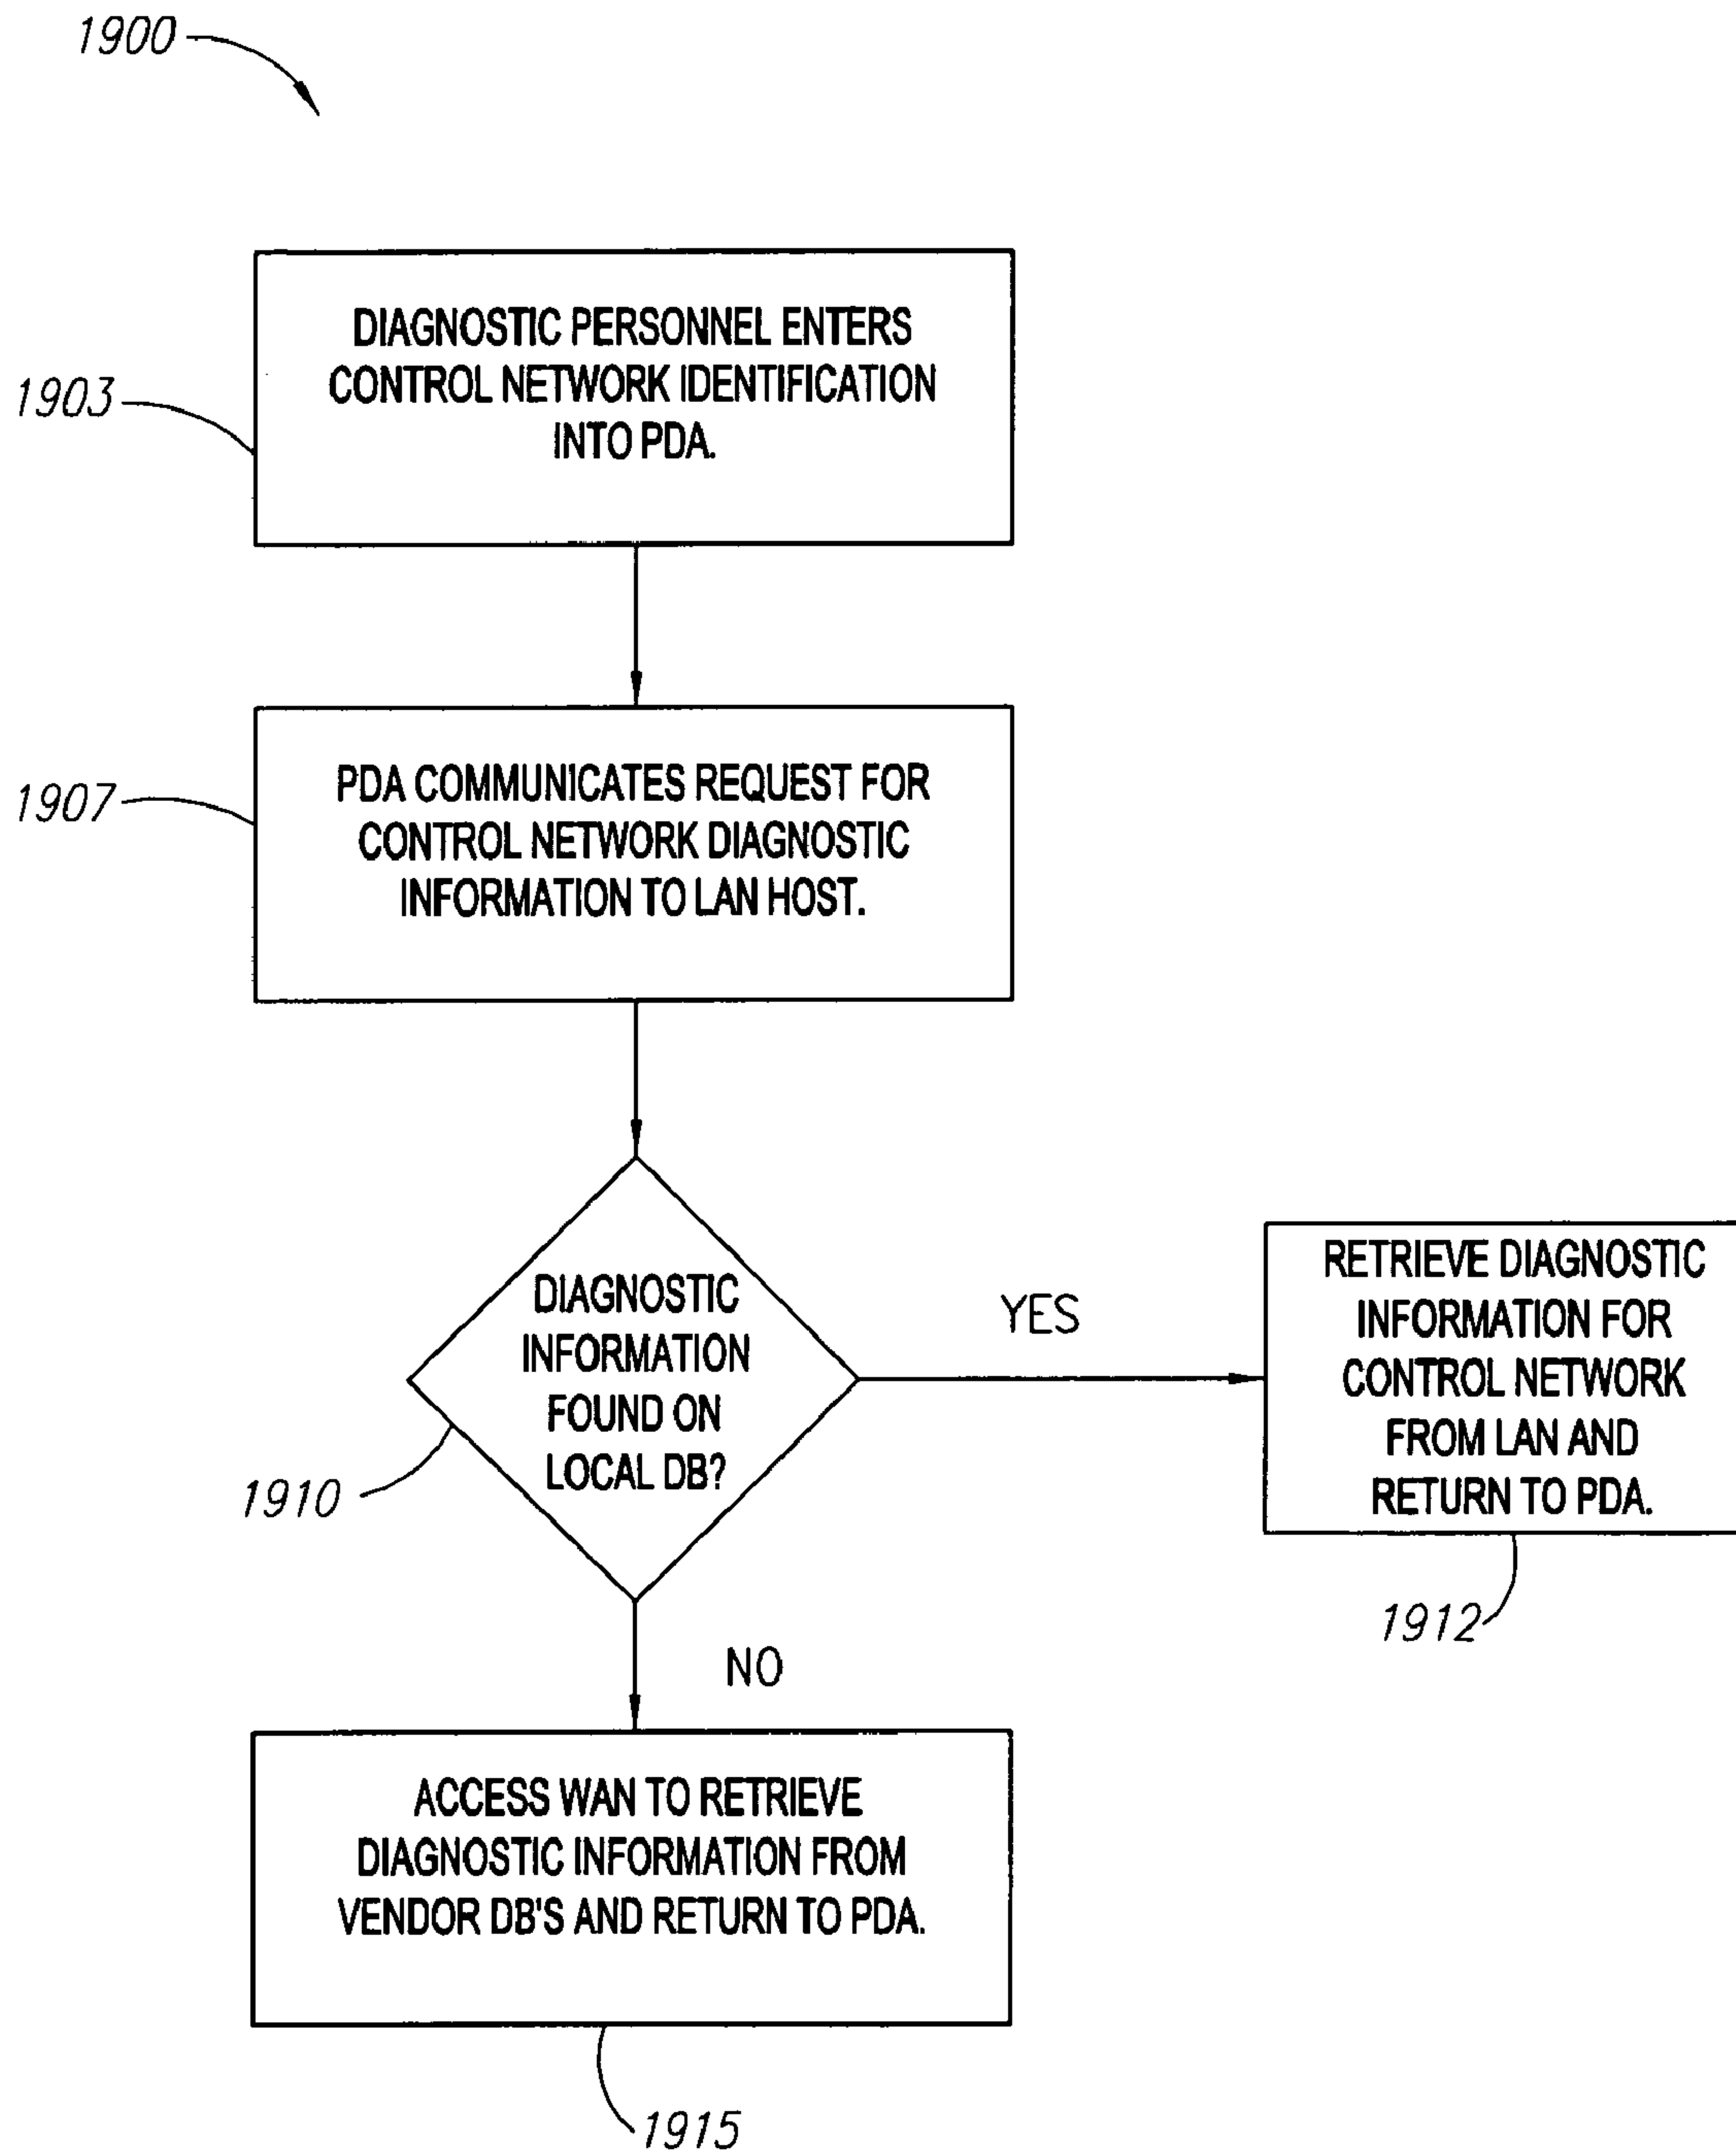 1900
DIAGNOSTIC PERSONNEL ENTERS
CONTROL NETWORK IDENTIFICATION
INTO PDA.
1903
PDA COMMUNICATES REQUEST FOR
CONTROL NETWORK DIAGNOSTIC
INFORMATION TO LAN HOST.
1907
DIAGNOSTIC
INFORMATION
FOUND ON
LOCAL DB?
1910
YES
RETRIEVE DIAGNOSTIC
INFORMATION FOR
CONTROL NETWORK
FROM LAN AND
RETURN TO PDA.
1912
NO
ACCESS WAN TO RETRIEVE
DIAGNOSTIC INFORMATION FROM
VENDOR DB'S AND RETURN TO PDA.
1915